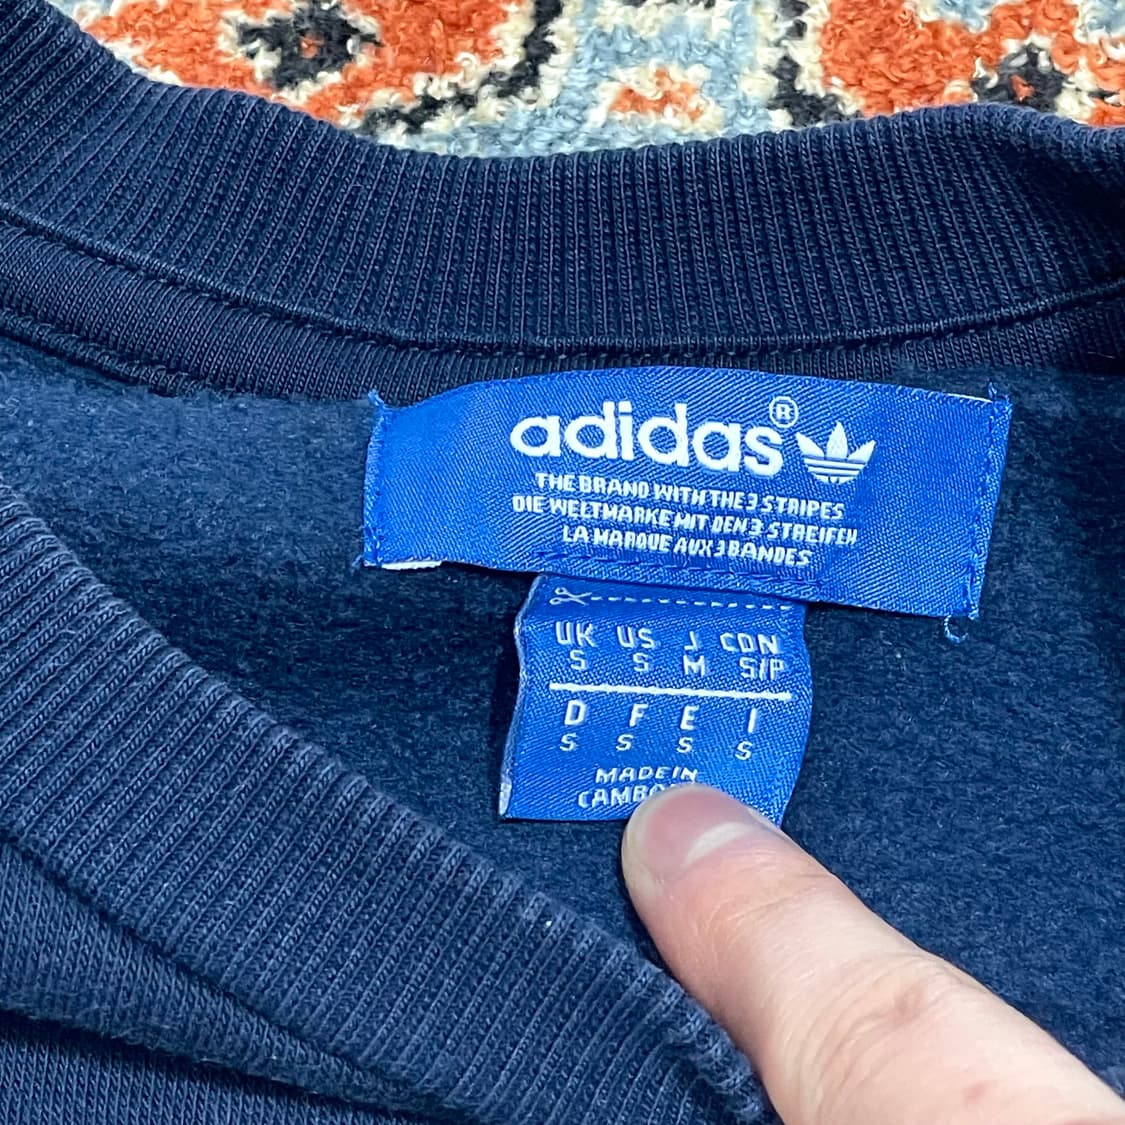 adidas®
THE BRAND WITH THE 3 STRIPES
DIE WELTMARKE MIT DEN 3 STREIFEN
LA MARQUE AUX 3 BANDES
UK US J CDN
S S M S/P
D F E I
S S S S
MADE IN